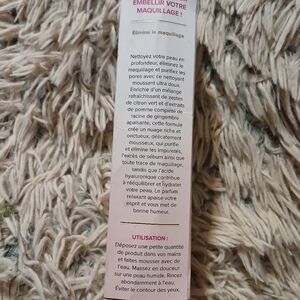 EMBELLIR VOTRE
MAQUILLAGE !
Élimine le maquillage
Nettoyez votre peau en
profondeur, éliminez le
maquillage et purifiez les
pores avec ce nettoyant
moussant ultra doux.
Enrichie d'un mélange
rafraîchissant de zestes
de citron vert et d'extraits
de pomme complété de
racine de gingembre
apaisante, cette formule
crée un nuage riche et
onctueux, délicatement
mousseux, qui purifie
et élimine les impuretés,
l'excès de sébum ainsi que
toute trace de maquillage,
tandis que l'acide
hyaluronique contribue
à rééquilibrer et hydrater
votre peau. Le parfum
relaxant apaise votre
esprit et vous met de
bonne humeur.
UTILISATION :
Déposez une petite quantité
de produit dans vos mains
et faites mousser avec de
l'eau. Massez en douceur
sur une peau humide. Rincez
abondamment à l'eau.
Éviter le contour des yeux.